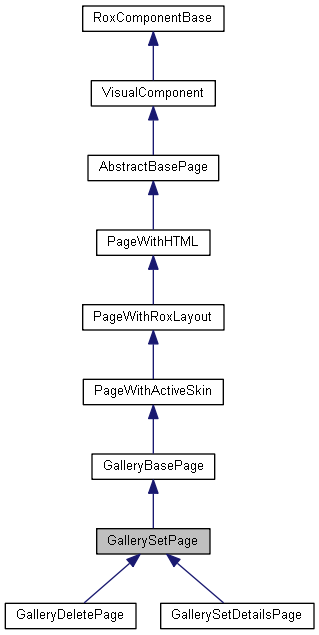 RoxComponentBase
VisualComponent
AbstractBasePage
PageWithHTML
PageWithRoxLayout
PageWithActiveSkin
GalleryBasePage
GallerySetPage
GalleryDeletePage
GallerySetDetailsPage